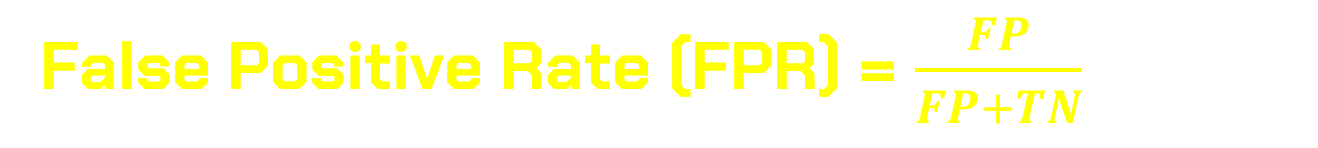 False Positive Rate (FPR) = FP / FP+TN